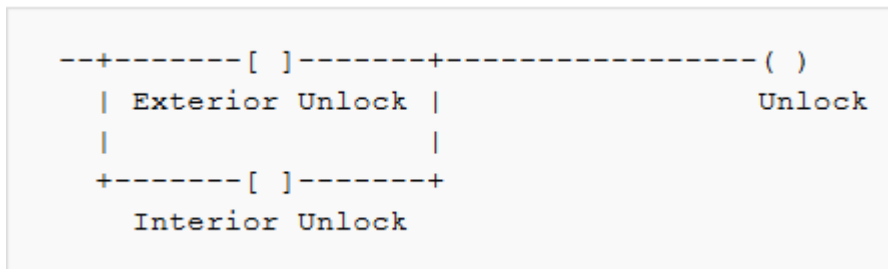 --+-------[ ]-------+-----------------( )
  | Exterior Unlock |                   Unlock
  |                 |
  +-------[ ]-------+
    Interior Unlock